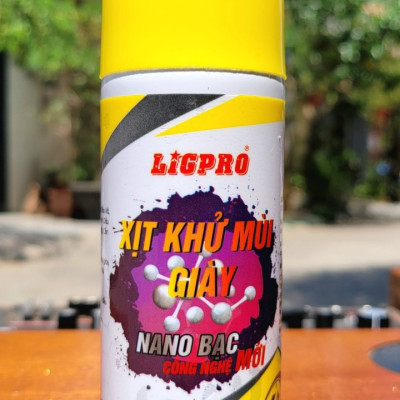 LIGPRO®
XỊT KHỬ MÙI
GIÀY
NANO BẠC
CÔNG NGHỆ MỚI